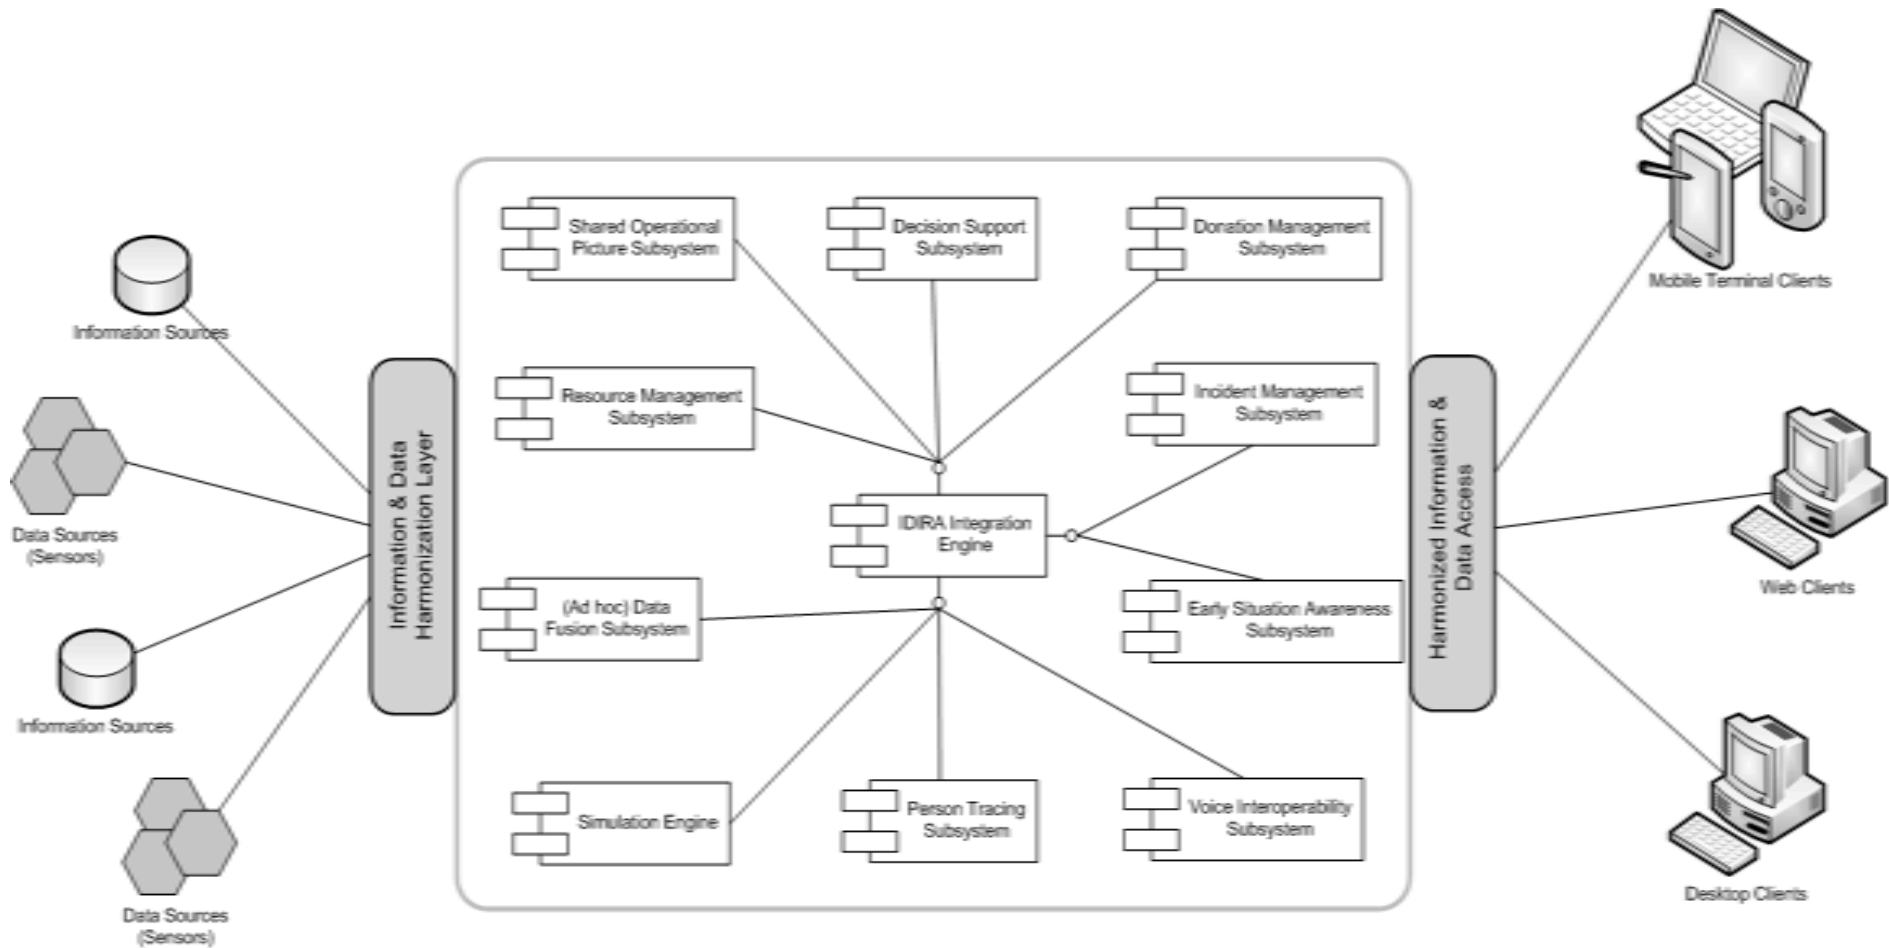 Information Sources
Data Sources
(Sensors)
Information Sources
Data Sources
(Sensors)
Information & Data
Harmonization Layer
Shared Operational
Picture Subsystem
Decision Support
Subsystem
Donation Management
Subsystem
Resource Management
Subsystem
Incident Management
Subsystem
IDIRA Integration
Engine
(Ad hoc) Data
Fusion Subsystem
Early Situation Awareness
Subsystem
Simulation Engine
Person Tracing
Subsystem
Voice Interoperability
Subsystem
Harmonized Information &
Data Access
Mobile Terminal Clients
Web Clients
Desktop Clients